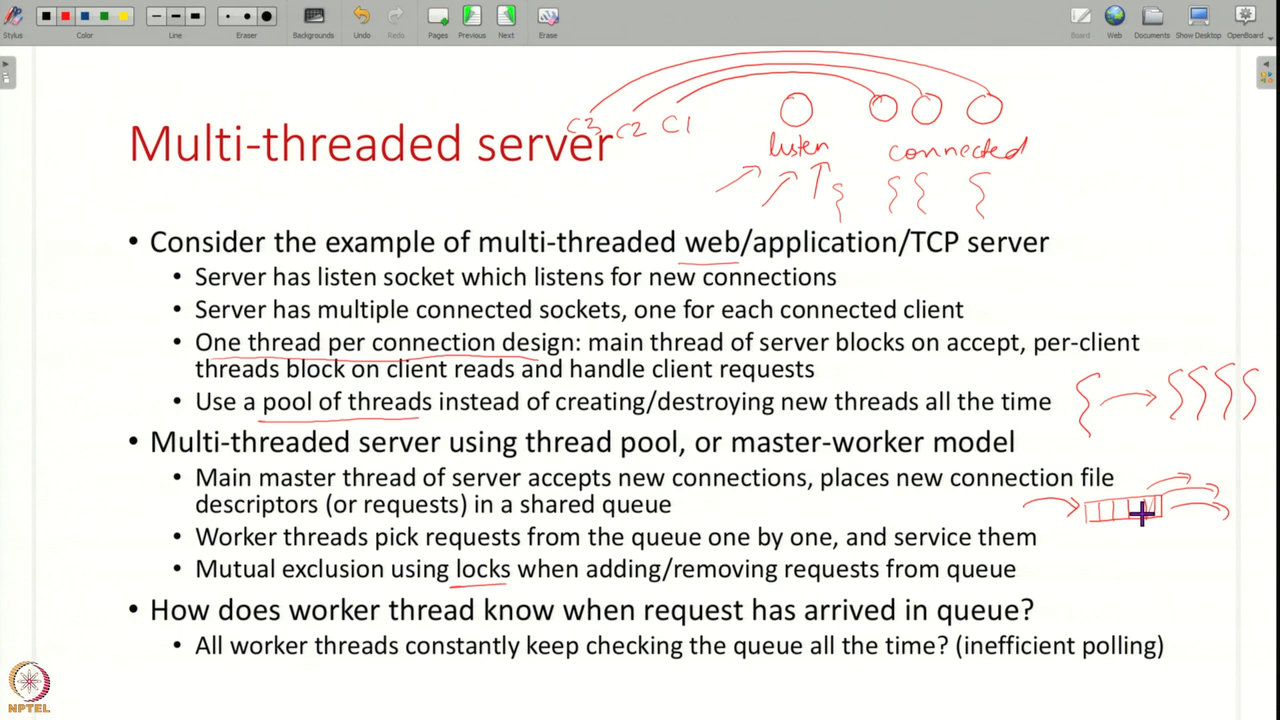 Stylus
Color
Line
Eraser
Backgrounds
Undo
Redo
Pages
Previous
Next
Erase
Board
Web
Documents
Show Desktop
OpenBoard
C3 C2 C1
listen
connected
Multi-threaded server
• Consider the example of multi-threaded web/application/TCP server
• Server has listen socket which listens for new connections
• Server has multiple connected sockets, one for each connected client
• One thread per connection design: main thread of server blocks on accept, per-client
threads block on client reads and handle client requests
• Use a pool of threads instead of creating/destroying new threads all the time
• Multi-threaded server using thread pool, or master-worker model
• Main master thread of server accepts new connections, places new connection file
descriptors (or requests) in a shared queue
• Worker threads pick requests from the queue one by one, and service them
• Mutual exclusion using locks when adding/removing requests from queue
• How does worker thread know when request has arrived in queue?
• All worker threads constantly keep checking the queue all the time? (inefficient polling)
NPTEL